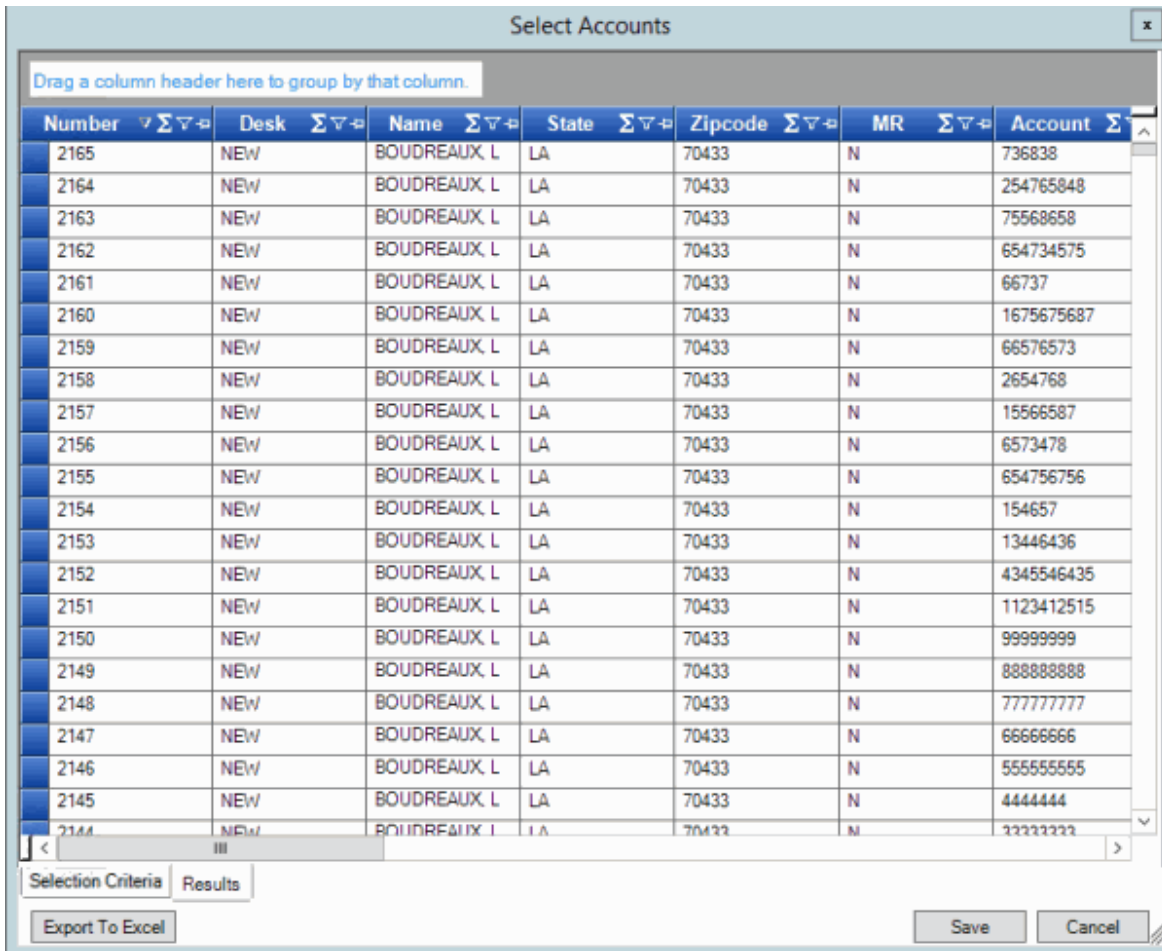 Select Accounts
x
Drag a column header here to group by that column.
Number Desk Name State Zipcode MR Account
2165 NEW BOUDREAUX, L LA 70433 N 736838
2164 NEW BOUDREAUX, L LA 70433 N 254765848
2163 NEW BOUDREAUX, L LA 70433 N 75568658
2162 NEW BOUDREAUX, L LA 70433 N 654734575
2161 NEW BOUDREAUX, L LA 70433 N 66737
2160 NEW BOUDREAUX, L LA 70433 N 1675675687
2159 NEW BOUDREAUX, L LA 70433 N 66576573
2158 NEW BOUDREAUX, L LA 70433 N 2654768
2157 NEW BOUDREAUX, L LA 70433 N 15566587
2156 NEW BOUDREAUX, L LA 70433 N 6573478
2155 NEW BOUDREAUX, L LA 70433 N 654756756
2154 NEW BOUDREAUX, L LA 70433 N 154657
2153 NEW BOUDREAUX, L LA 70433 N 13446436
2152 NEW BOUDREAUX, L LA 70433 N 4345546435
2151 NEW BOUDREAUX, L LA 70433 N 1123412515
2150 NEW BOUDREAUX, L LA 70433 N 99999999
2149 NEW BOUDREAUX, L LA 70433 N 888888888
2148 NEW BOUDREAUX, L LA 70433 N 777777777
2147 NEW BOUDREAUX, L LA 70433 N 66666666
2146 NEW BOUDREAUX, L LA 70433 N 555555555
2145 NEW BOUDREAUX, L LA 70433 N 4444444
2144 NEW BOUDREAUX, L LA 70433 N 33333333
Selection Criteria Results
Export To Excel Save Cancel